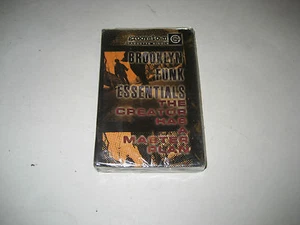 BROOKLYN
FUNK
ESSENTIALS
THE
CREATOR
HAS
A
MASTER
PLAN